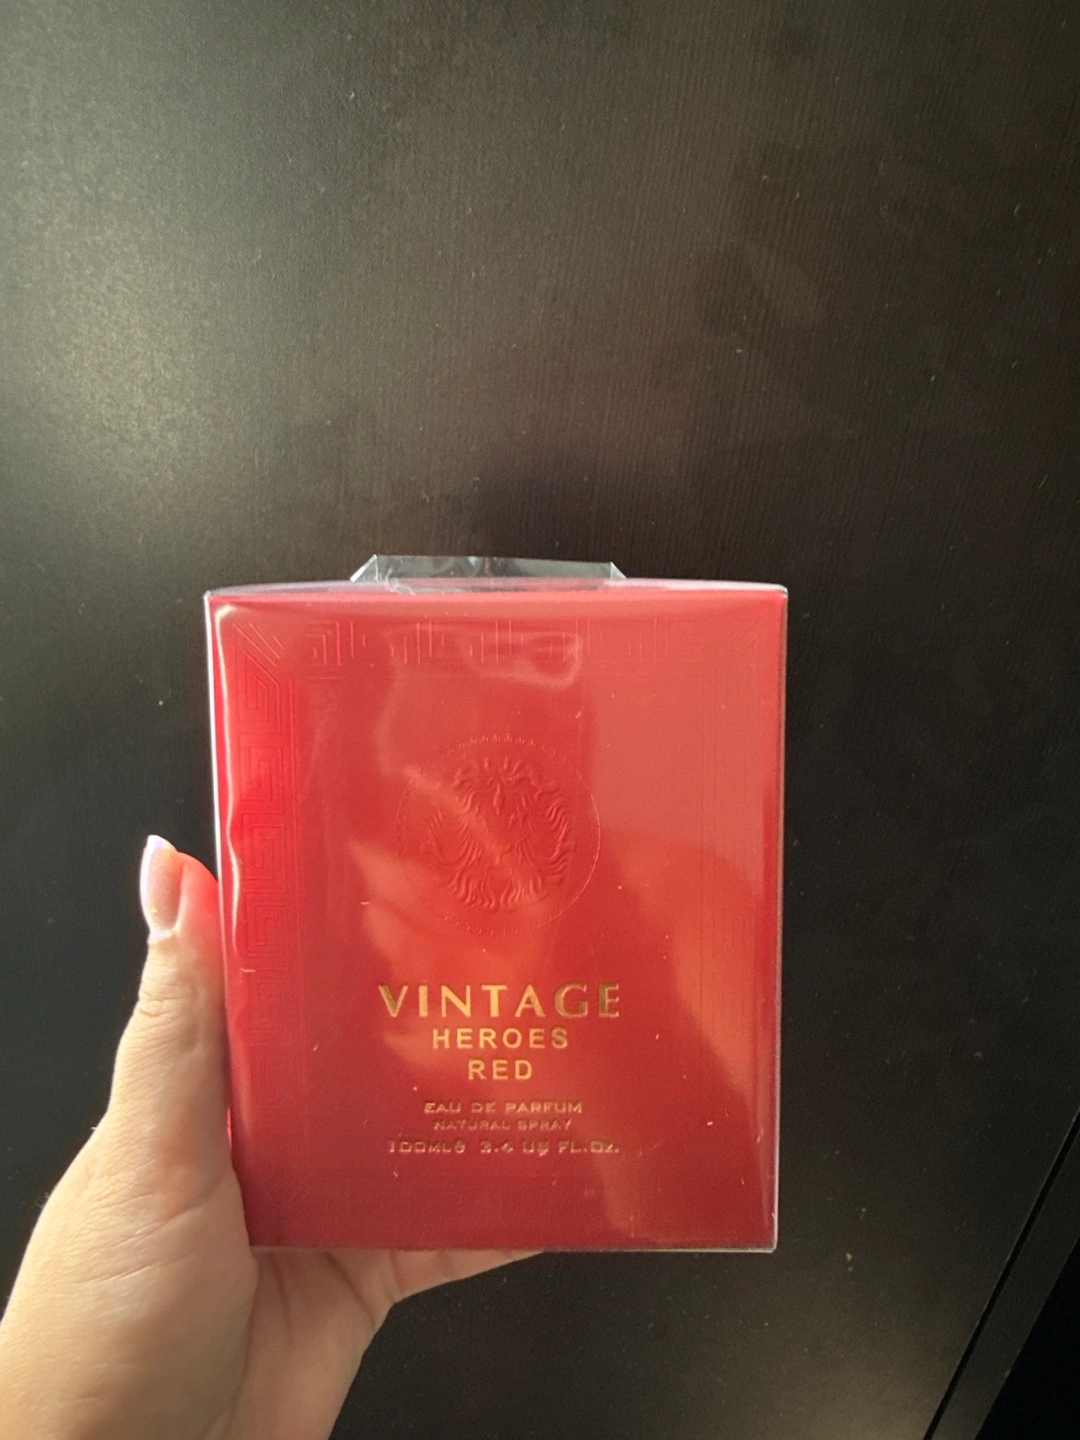 VINTAGE
HEROES
RED
EAU DE PARFUM
NATURAL SPRAY
100ML℮ 3.4 US FL.OZ.